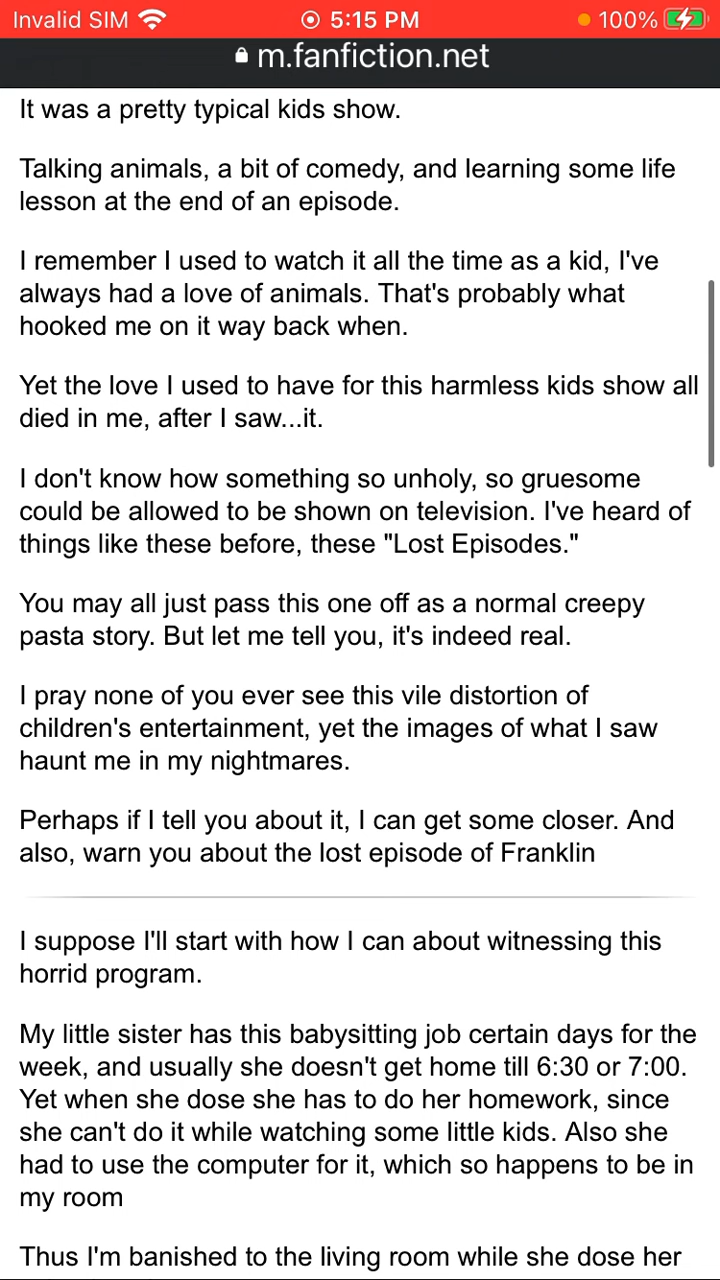 Invalid SIM 5:15 PM 100%
m.fanfiction.net
It was a pretty typical kids show.
Talking animals, a bit of comedy, and learning some life
lesson at the end of an episode.
I remember I used to watch it all the time as a kid, I've
always had a love of animals. That's probably what
hooked me on it way back when.
Yet the love I used to have for this harmless kids show all
died in me, after I saw...it.
I don't know how something so unholy, so gruesome
could be allowed to be shown on television. I've heard of
things like these before, these "Lost Episodes."
You may all just pass this one off as a normal creepy
pasta story. But let me tell you, it's indeed real.
I pray none of you ever see this vile distortion of
children's entertainment, yet the images of what I saw
haunt me in my nightmares.
Perhaps if I tell you about it, I can get some closer. And
also, warn you about the lost episode of Franklin
I suppose I'll start with how I can about witnessing this
horrid program.
My little sister has this babysitting job certain days for the
week, and usually she doesn't get home till 6:30 or 7:00.
Yet when she dose she has to do her homework, since
she can't do it while watching some little kids. Also she
had to use the computer for it, which so happens to be in
my room
Thus I'm banished to the living room while she dose her